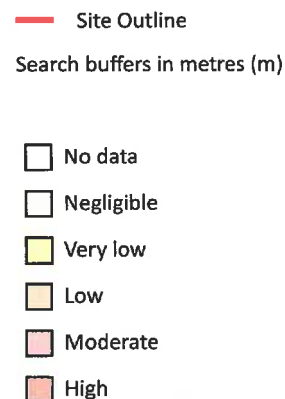 Site Outline
Search buffers in metres (m)
No data
Negligible
Very low
Low
Moderate
High